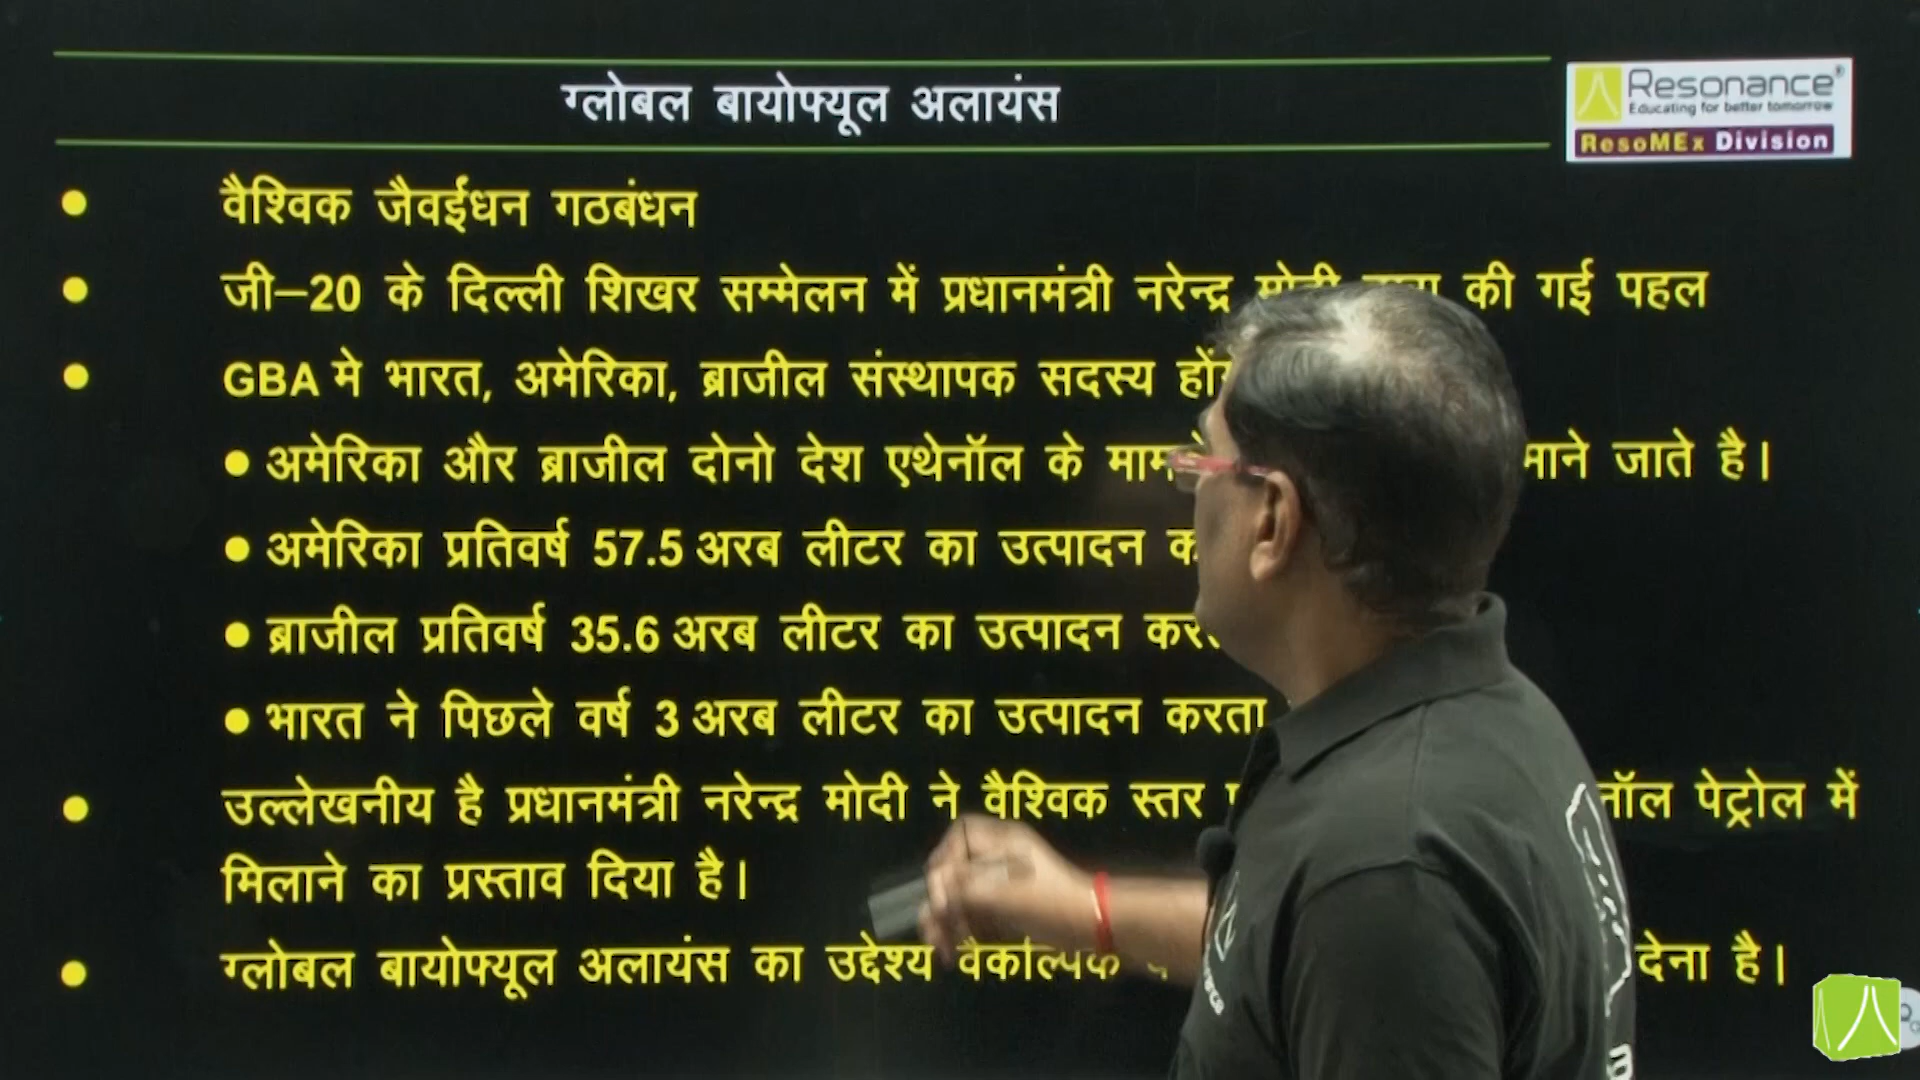 ग्लोबल बायोफ्यूल अलायंस
Resonance®
Educating for better tomorrow
ResoMEx Division
• वैश्विक जैवईंधन गठबंधन
• जी–20 के दिल्ली शिखर सम्मेलन में प्रधानमंत्री नरेन्द्र मोदी की गई पहल
• GBA मे भारत, अमेरिका, ब्राजील संस्थापक सदस्य
• अमेरिका और ब्राजील दोनो देश एथेनॉल के माने जाते है।
• अमेरिका प्रतिवर्ष 57.5 अरब लीटर का उत्पादन
• ब्राजील प्रतिवर्ष 35.6 अरब लीटर का उत्पादन
• भारत ने पिछले वर्ष 3 अरब लीटर का उत्पादन करता
• उल्लेखनीय है प्रधानमंत्री नरेन्द्र मोदी ने वैश्विक स्तर पेट्रोल में
मिलाने का प्रस्ताव दिया है।
• ग्लोबल बायोफ्यूल अलायंस का उद्देश्य वैकल्पिक देना है।